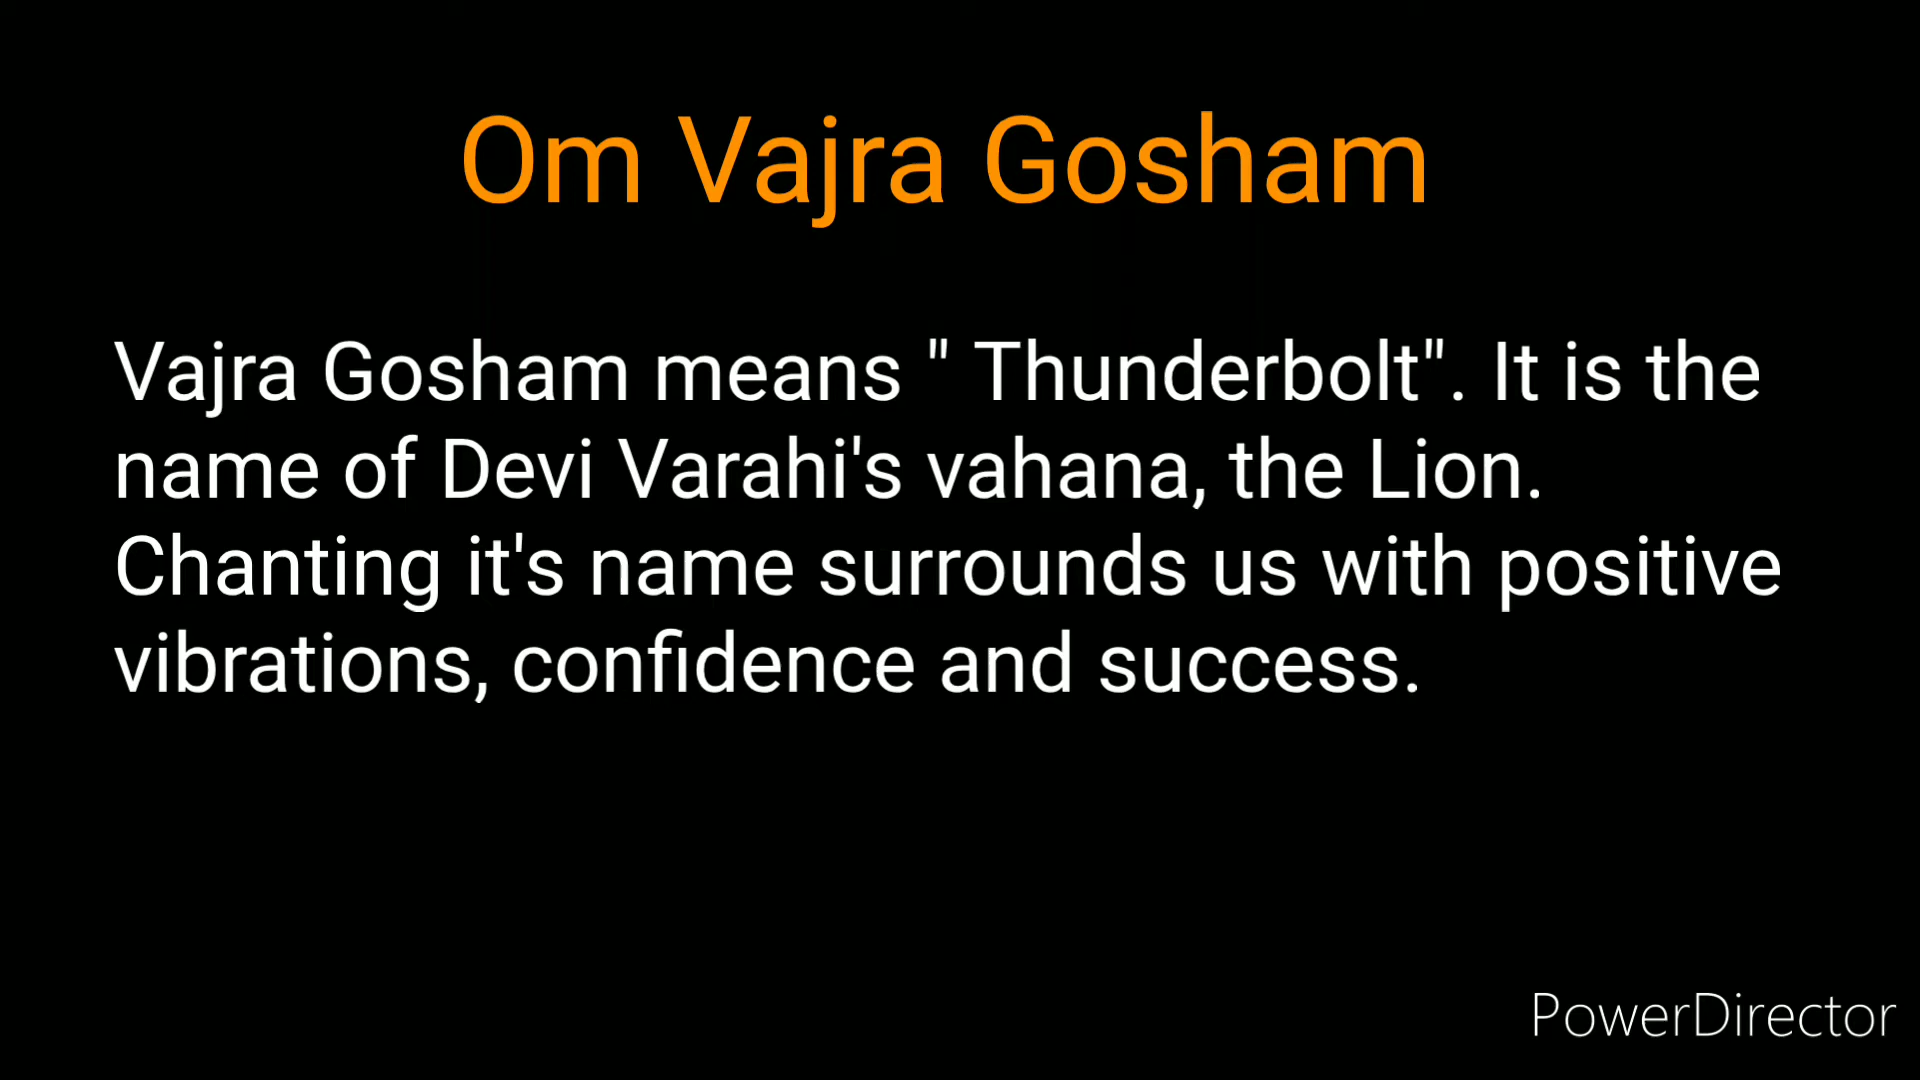 Om Vajra Gosham
Vajra Gosham means " Thunderbolt". It is the
name of Devi Varahi's vahana, the Lion.
Chanting it's name surrounds us with positive
vibrations, confidence and success.
PowerDirector